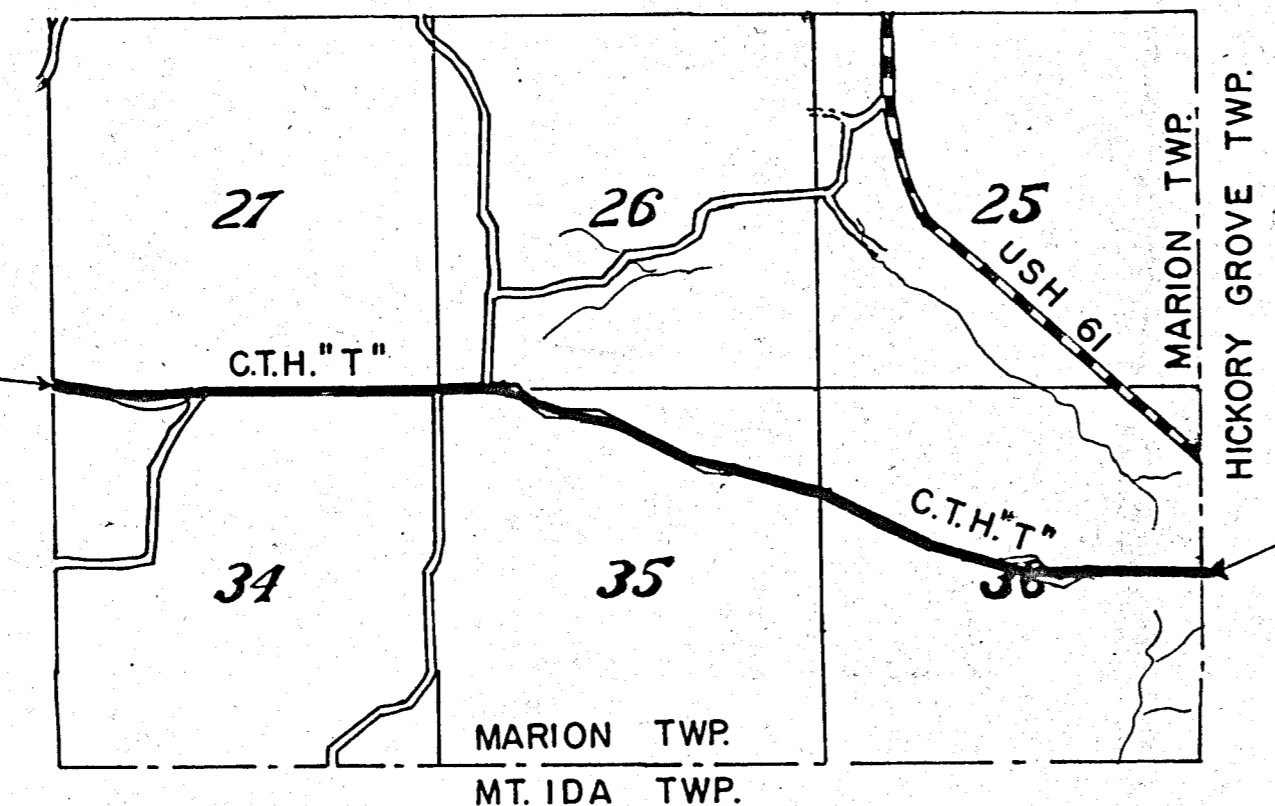 27
26
25
USH 61
MARION TWP.
HICKORY GROVE TWP.
C.T.H. "T"
C.T.H. "T"
34
35
36
MARION TWP.
MT. IDA TWP.